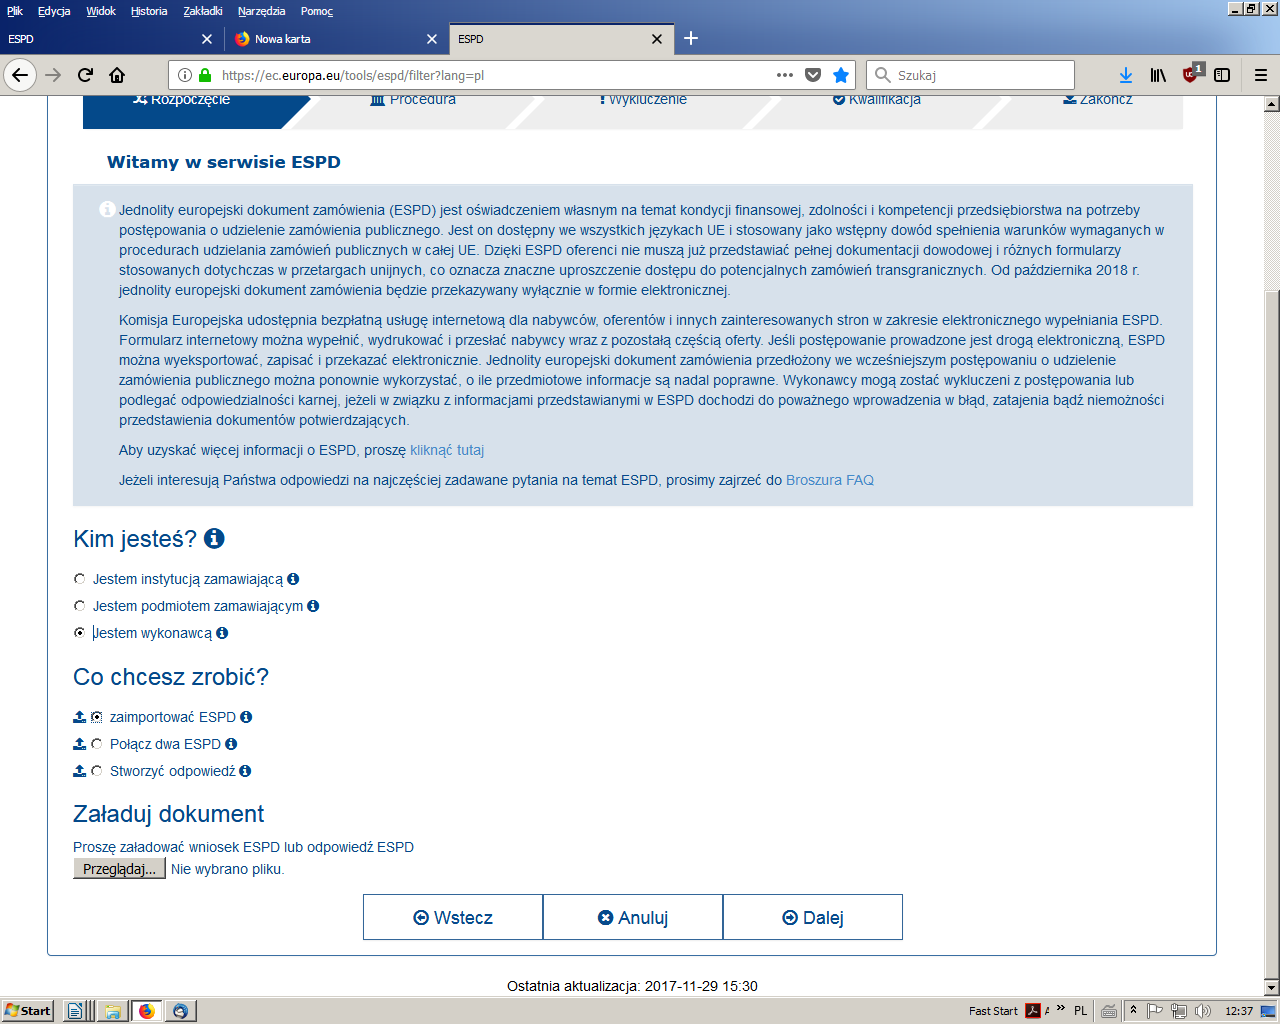 Plik Edycja Widok Historia Zakładki Narzędzia Pomoc
ESPD Nowa karta ESPD
https://ec.europa.eu/tools/espd/filter?lang=pl Szukaj 1
Rozpoczęcie Procedura Wykluczenie Kwalifikacja Zakończ
Witamy w serwisie ESPD
Jednolity europejski dokument zamówienia (ESPD) jest oświadczeniem własnym na temat kondycji finansowej, zdolności i kompetencji przedsiębiorstwa na potrzeby
postępowania o udzielenie zamówienia publicznego. Jest on dostępny we wszystkich językach UE i stosowany jako wstępny dowód spełnienia warunków wymaganych w
procedurach udzielania zamówień publicznych w całej UE. Dzięki ESPD oferenci nie muszą już przedstawiać pełnej dokumentacji dowodowej i różnych formularzy
stosowanych dotychczas w przetargach unijnych, co oznacza znaczne uproszczenie dostępu do potencjalnych zamówień transgranicznych. Od października 2018 r.
jednolity europejski dokument zamówienia będzie przekazywany wyłącznie w formie elektronicznej.
Komisja Europejska udostępnia bezpłatną usługę internetową dla nabywców, oferentów i innych zainteresowanych stron w zakresie elektronicznego wypełniania ESPD.
Formularz internetowy można wypełnić, wydrukować i przesłać nabywcy wraz z pozostałą częścią oferty. Jeśli postępowanie prowadzone jest drogą elektroniczną, ESPD
można wyeksportować, zapisać i przekazać elektronicznie. Jednolity europejski dokument zamówienia przedłożony we wcześniejszym postępowaniu o udzielenie
zamówienia publicznego można ponownie wykorzystać, o ile przedmiotowe informacje są nadal poprawne. Wykonawcy mogą zostać wykluczeni z postępowania lub
podlegać odpowiedzialności karnej, jeżeli w związku z informacjami przedstawianymi w ESPD dochodzi do poważnego wprowadzenia w błąd, zatajenia bądź niemożności
przedstawienia dokumentów potwierdzających.
Aby uzyskać więcej informacji o ESPD, proszę kliknąć tutaj
Jeżeli interesują Państwa odpowiedzi na najczęściej zadawane pytania na temat ESPD, prosimy zajrzeć do Broszura FAQ
Kim jesteś?
Jestem instytucją zamawiającą
Jestem podmiotem zamawiającym
Jestem wykonawcą
Co chcesz zrobić?
zaimportować ESPD
Połącz dwa ESPD
Stworzyć odpowiedź
Załaduj dokument
Proszę załadować wniosek ESPD lub odpowiedź ESPD
Przeglądaj... Nie wybrano pliku.
Wstecz Anuluj Dalej
Ostatnia aktualizacja: 2017-11-29 15:30
Start Fast Start PL 12:37